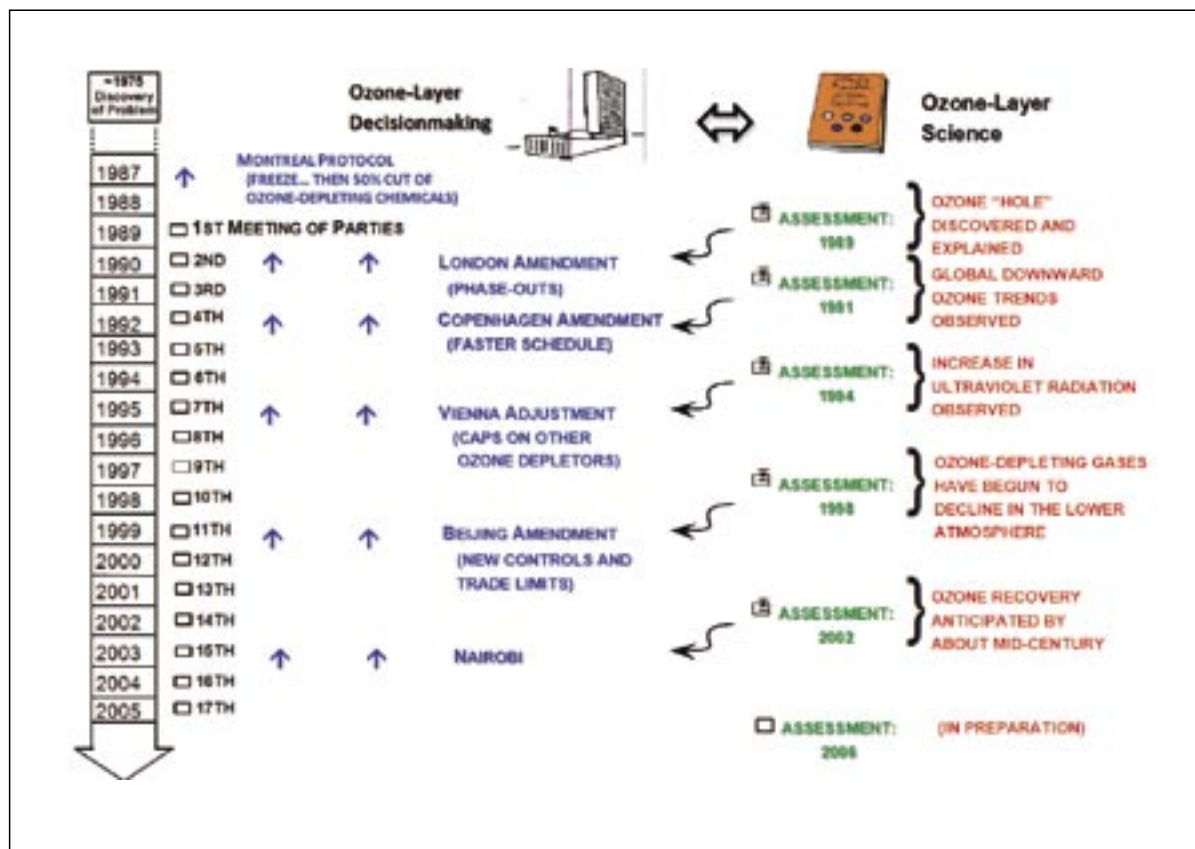 ~1975
Discovery
of Problem
Ozone-Layer
Decisionmaking
Ozone-Layer
Science
1987
1988
1989
1990
1991
1992
1993
1994
1995
1996
1997
1998
1999
2000
2001
2002
2003
2004
2005
MONTREAL PROTOCOL
(FREEZE... THEN 50% CUT OF
OZONE-DEPLETING CHEMICALS)
1ST MEETING OF PARTIES
2ND
3RD
4TH
5TH
6TH
7TH
8TH
9TH
10TH
11TH
12TH
13TH
14TH
15TH
16TH
17TH
LONDON AMENDMENT
(PHASE-OUTS)
COPENHAGEN AMENDMENT
(FASTER SCHEDULE)
VIENNA ADJUSTMENT
(CAPS ON OTHER
OZONE DEPLETORS)
BEIJING AMENDMENT
(NEW CONTROLS AND
TRADE LIMITS)
NAIROBI
ASSESSMENT:
1989
ASSESSMENT:
1991
ASSESSMENT:
1994
ASSESSMENT:
1998
ASSESSMENT:
2002
ASSESSMENT:
2006
OZONE “HOLE”
DISCOVERED AND
EXPLAINED
GLOBAL DOWNWARD
OZONE TRENDS
OBSERVED
INCREASE IN
ULTRAVIOLET RADIATION
OBSERVED
OZONE-DEPLETING GASES
HAVE BEGUN TO
DECLINE IN THE LOWER
ATMOSPHERE
OZONE RECOVERY
ANTICIPATED BY
ABOUT MID-CENTURY
(IN PREPARATION)